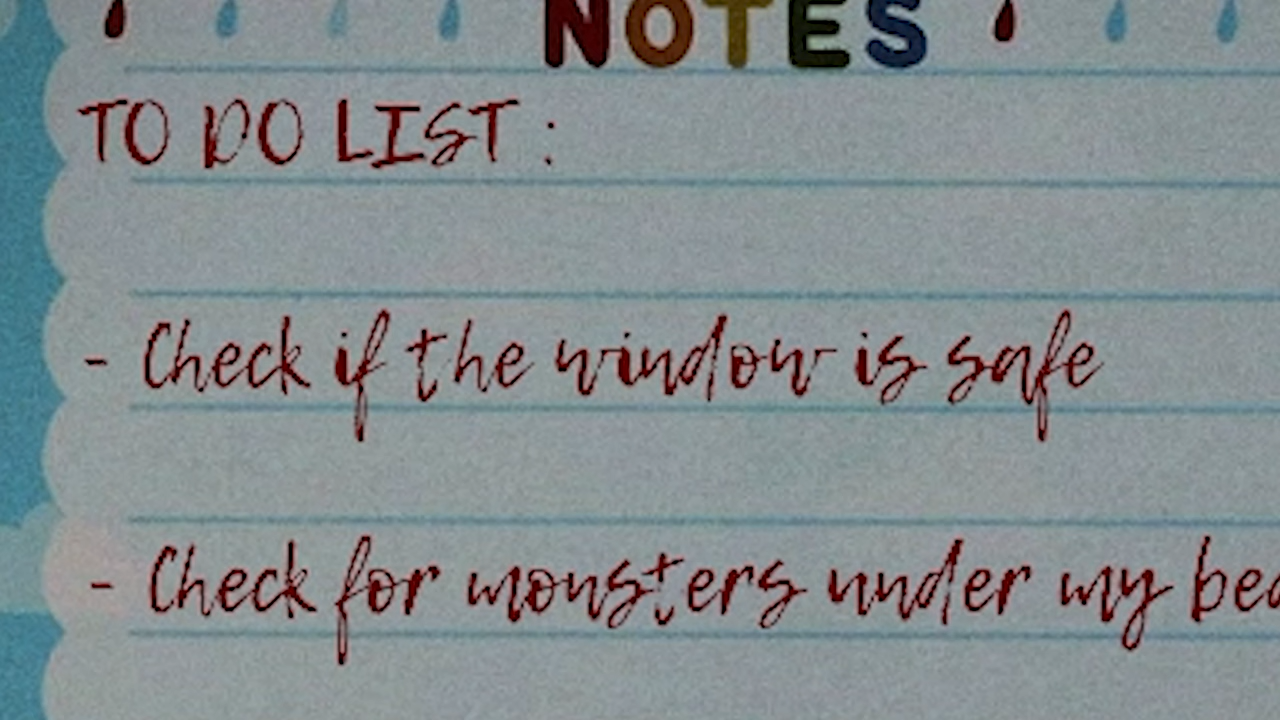 NOTES
TO DO LIST :
- Check if the window is safe
- Check for monsters under my